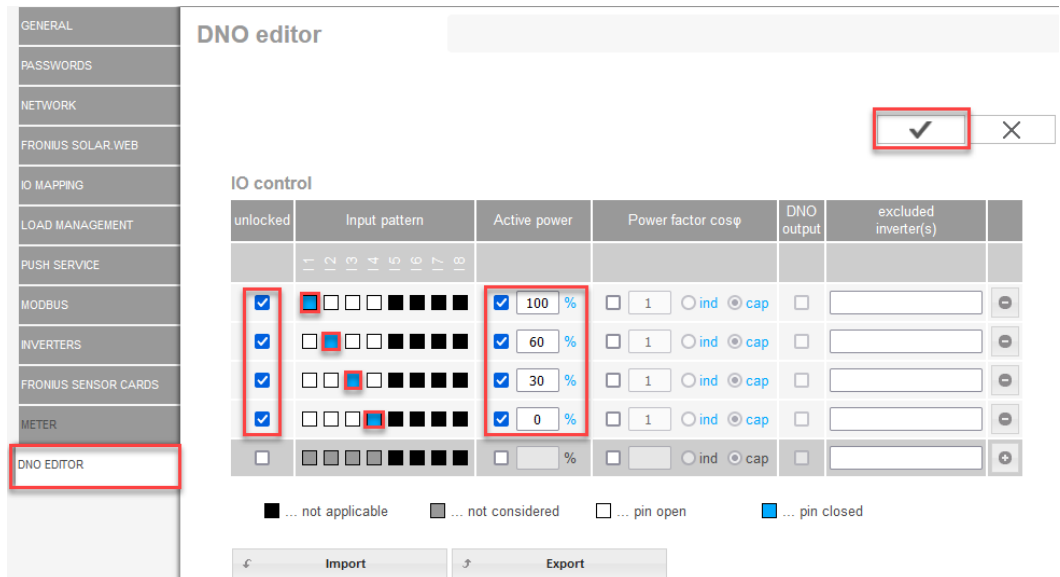 GENERAL
PASSWORDS
NETWORK
FRONIUS SOLAR.WEB
IO MAPPING
LOAD MANAGEMENT
PUSH SERVICE
MODBUS
INVERTERS
FRONIUS SENSOR CARDS
METER
DNO EDITOR
DNO editor
IO control
unlocked Input pattern Active power Power factor cosφ DNO output excluded inverter(s)
I1 I2 I3 I4 I5 I6 I7 I8
100 % 1 ind cap
60 % 1 ind cap
30 % 1 ind cap
0 % 1 ind cap
% ind cap
... not applicable ... not considered ... pin open ... pin closed
Import Export